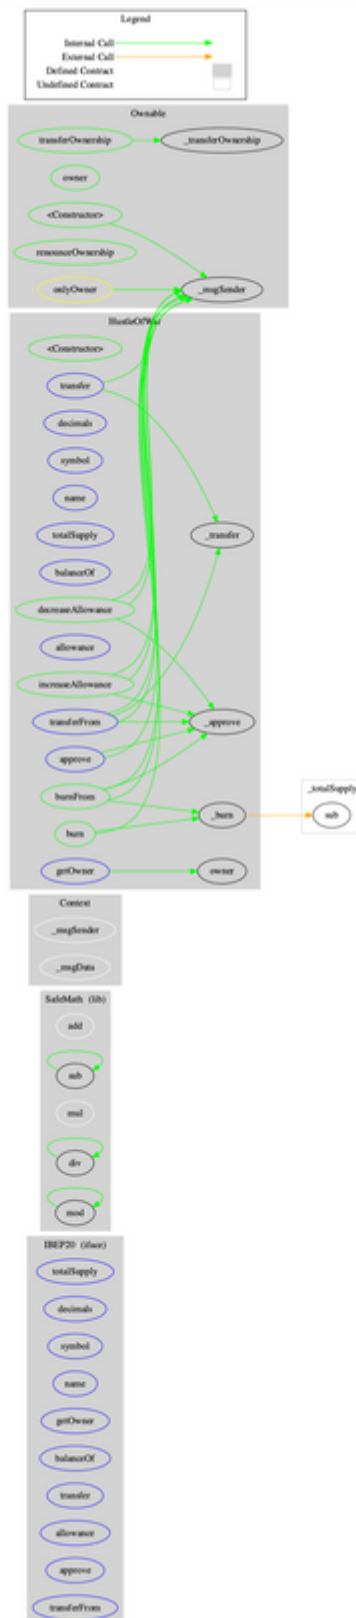 Legend
Internal Call
External Call
Defined Contract
Undefined Contract
Ownable
transferOwnership
_transferOwnership
owner
<Constructor>
renounceOwnership
onlyOwner
_msgSender
HustleOfWar
<Constructor>
transfer
decimals
symbol
name
totalSupply
_transfer
balanceOf
decreaseAllowance
allowance
increaseAllowance
transferFrom
_approve
approve
burnFrom
_burn
burn
getOwner
owner
_totalSupply
sub
Context
_msgSender
_msgData
SafeMath (lib)
add
sub
mul
div
mod
IBEP20 (iface)
totalSupply
decimals
symbol
name
getOwner
balanceOf
transfer
allowance
approve
transferFrom